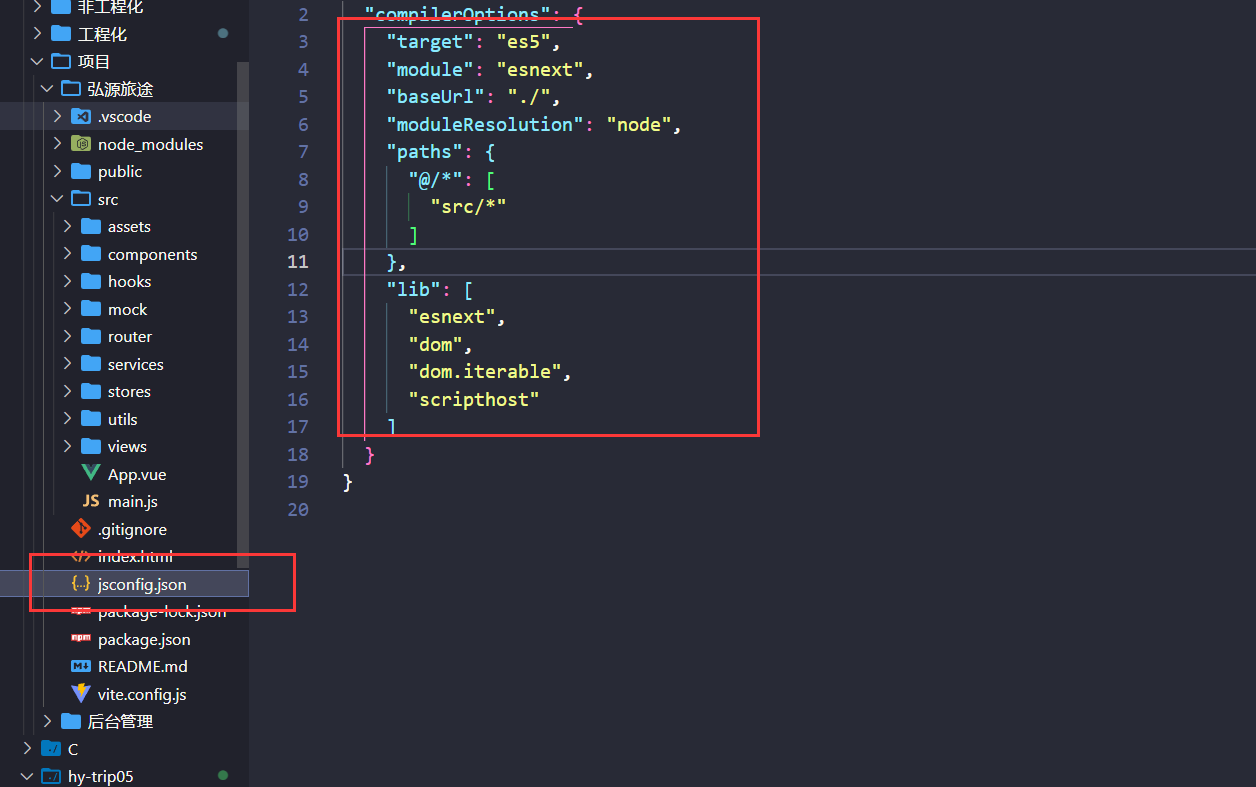 非工程化
工程化
项目
弘源旅途
.vscode
node_modules
public
src
assets
components
hooks
mock
router
services
stores
utils
views
App.vue
JS main.js
.gitignore
index.html
{...} jsconfig.json
npm package-lock.json
npm package.json
README.md
vite.config.js
后台管理
C
hy-trip05
2 "compilerOptions": {
3 "target": "es5",
4 "module": "esnext",
5 "baseUrl": "./",
6 "moduleResolution": "node",
7 "paths": {
8 "@/*": [
9 "src/*"
10 ]
11 },
12 "lib": [
13 "esnext",
14 "dom",
15 "dom.iterable",
16 "scripthost"
17 ]
18 }
19 }
20